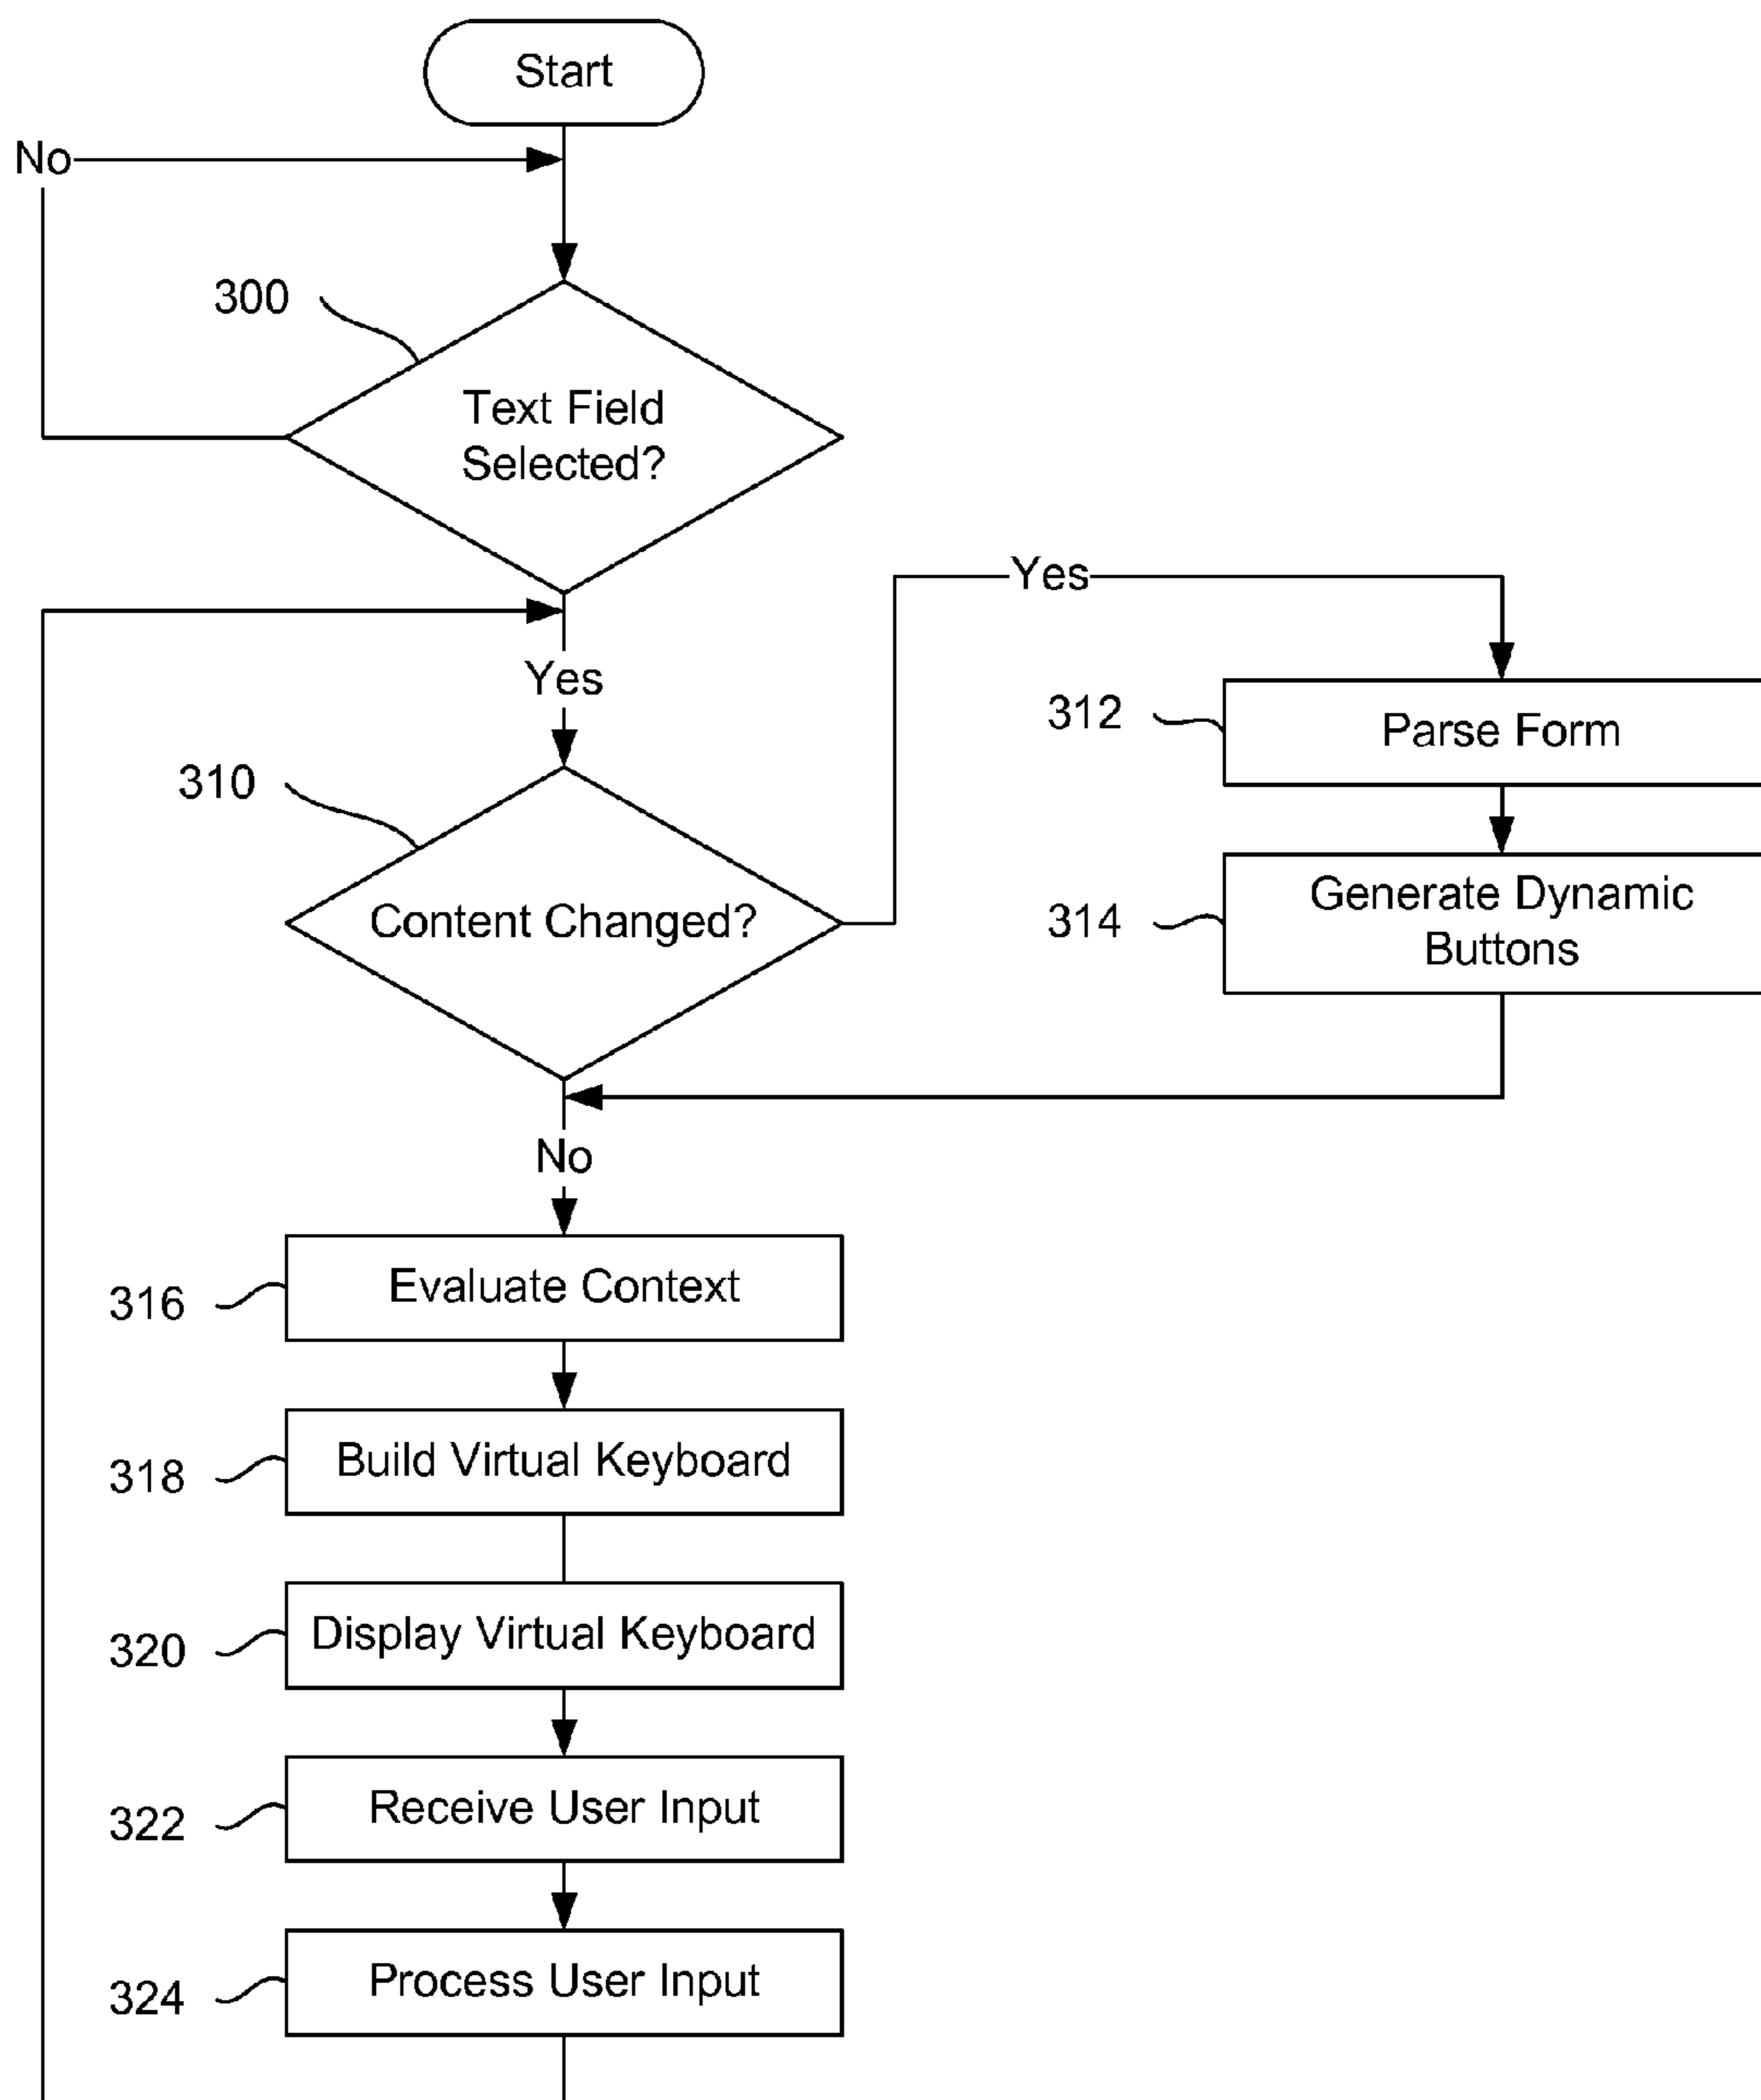 Start
No
300
Text Field
Selected?
Yes
Yes
312
Parse Form
310
Content Changed?
314
Generate Dynamic
Buttons
No
316
Evaluate Context
318
Build Virtual Keyboard
320
Display Virtual Keyboard
322
Receive User Input
324
Process User Input